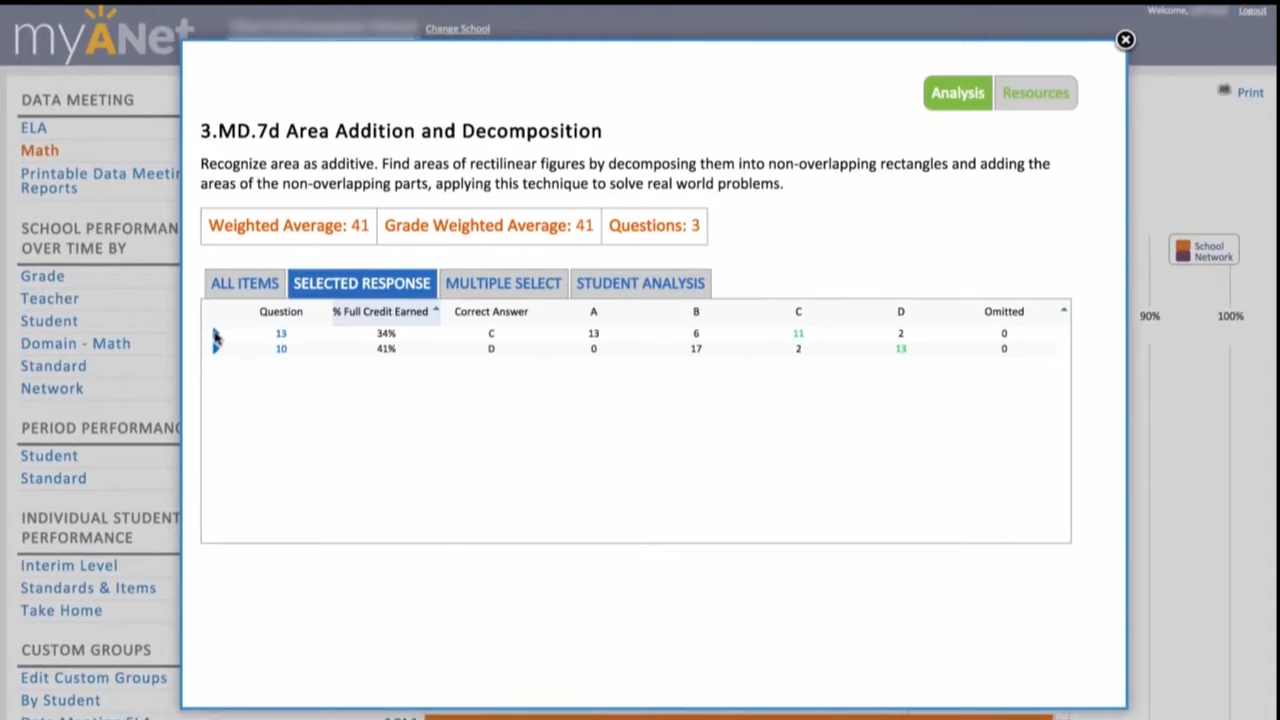 Welcome,
Logout
myANet
Change School
Print
DATA MEETING
ELA
Math
Printable Data Meetin
Reports
SCHOOL PERFORMAN
OVER TIME BY
Grade
Teacher
Student
Domain - Math
Standard
Network
PERIOD PERFORMANC
Student
Standard
INDIVIDUAL STUDENT
PERFORMANCE
Interim Level
Standards & Items
Take Home
CUSTOM GROUPS
Edit Custom Groups
By Student
Analysis
Resources
3.MD.7d Area Addition and Decomposition
Recognize area as additive. Find areas of rectilinear figures by decomposing them into non-overlapping rectangles and adding the
areas of the non-overlapping parts, applying this technique to solve real world problems.
Weighted Average: 41 Grade Weighted Average: 41 Questions: 3
ALL ITEMS SELECTED RESPONSE MULTIPLE SELECT STUDENT ANALYSIS
Question % Full Credit Earned Correct Answer A B C D Omitted
13 34% C 13 6 11 2 0
10 41% D 0 17 2 13 0
School
Network
90% 100%